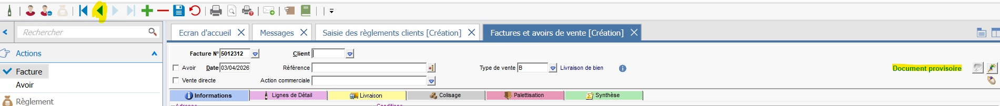 Rechercher
Ecran d'accueil
Messages
Saisie des règlements clients [Création]
Factures et avoirs de vente [Création]
Actions
Facture N° 5012312
Client
Facture
Avoir
Date 03/04/2026
Référence
Type de vente B
Livraison de bien
Document provisoire
Avoir
Vente directe
Action commerciale
Règlement
Informations
Lignes de Détail
Livraison
Colisage
Palettisation
Synthèse
Adresse
Conditions